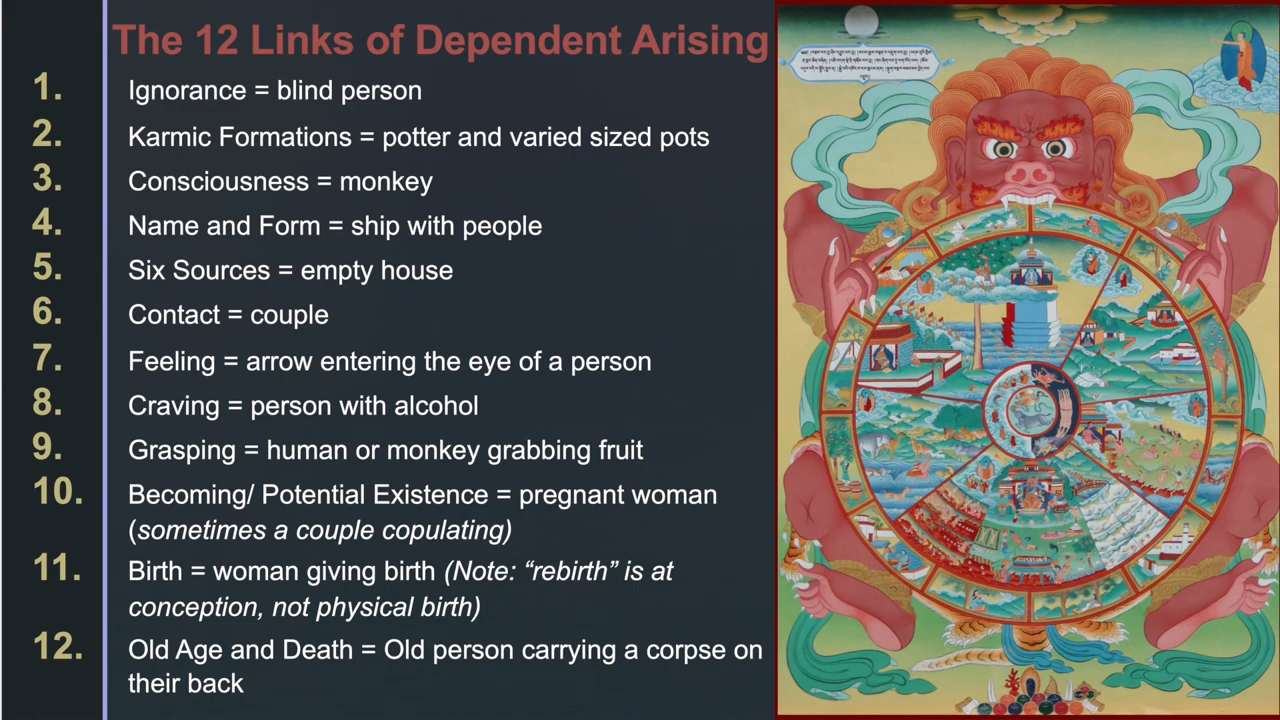 The 12 Links of Dependent Arising
1. Ignorance = blind person
2. Karmic Formations = potter and varied sized pots
3. Consciousness = monkey
4. Name and Form = ship with people
5. Six Sources = empty house
6. Contact = couple
7. Feeling = arrow entering the eye of a person
8. Craving = person with alcohol
9. Grasping = human or monkey grabbing fruit
10. Becoming/ Potential Existence = pregnant woman
(sometimes a couple copulating)
11. Birth = woman giving birth (Note: “rebirth” is at
conception, not physical birth)
12. Old Age and Death = Old person carrying a corpse on
their back